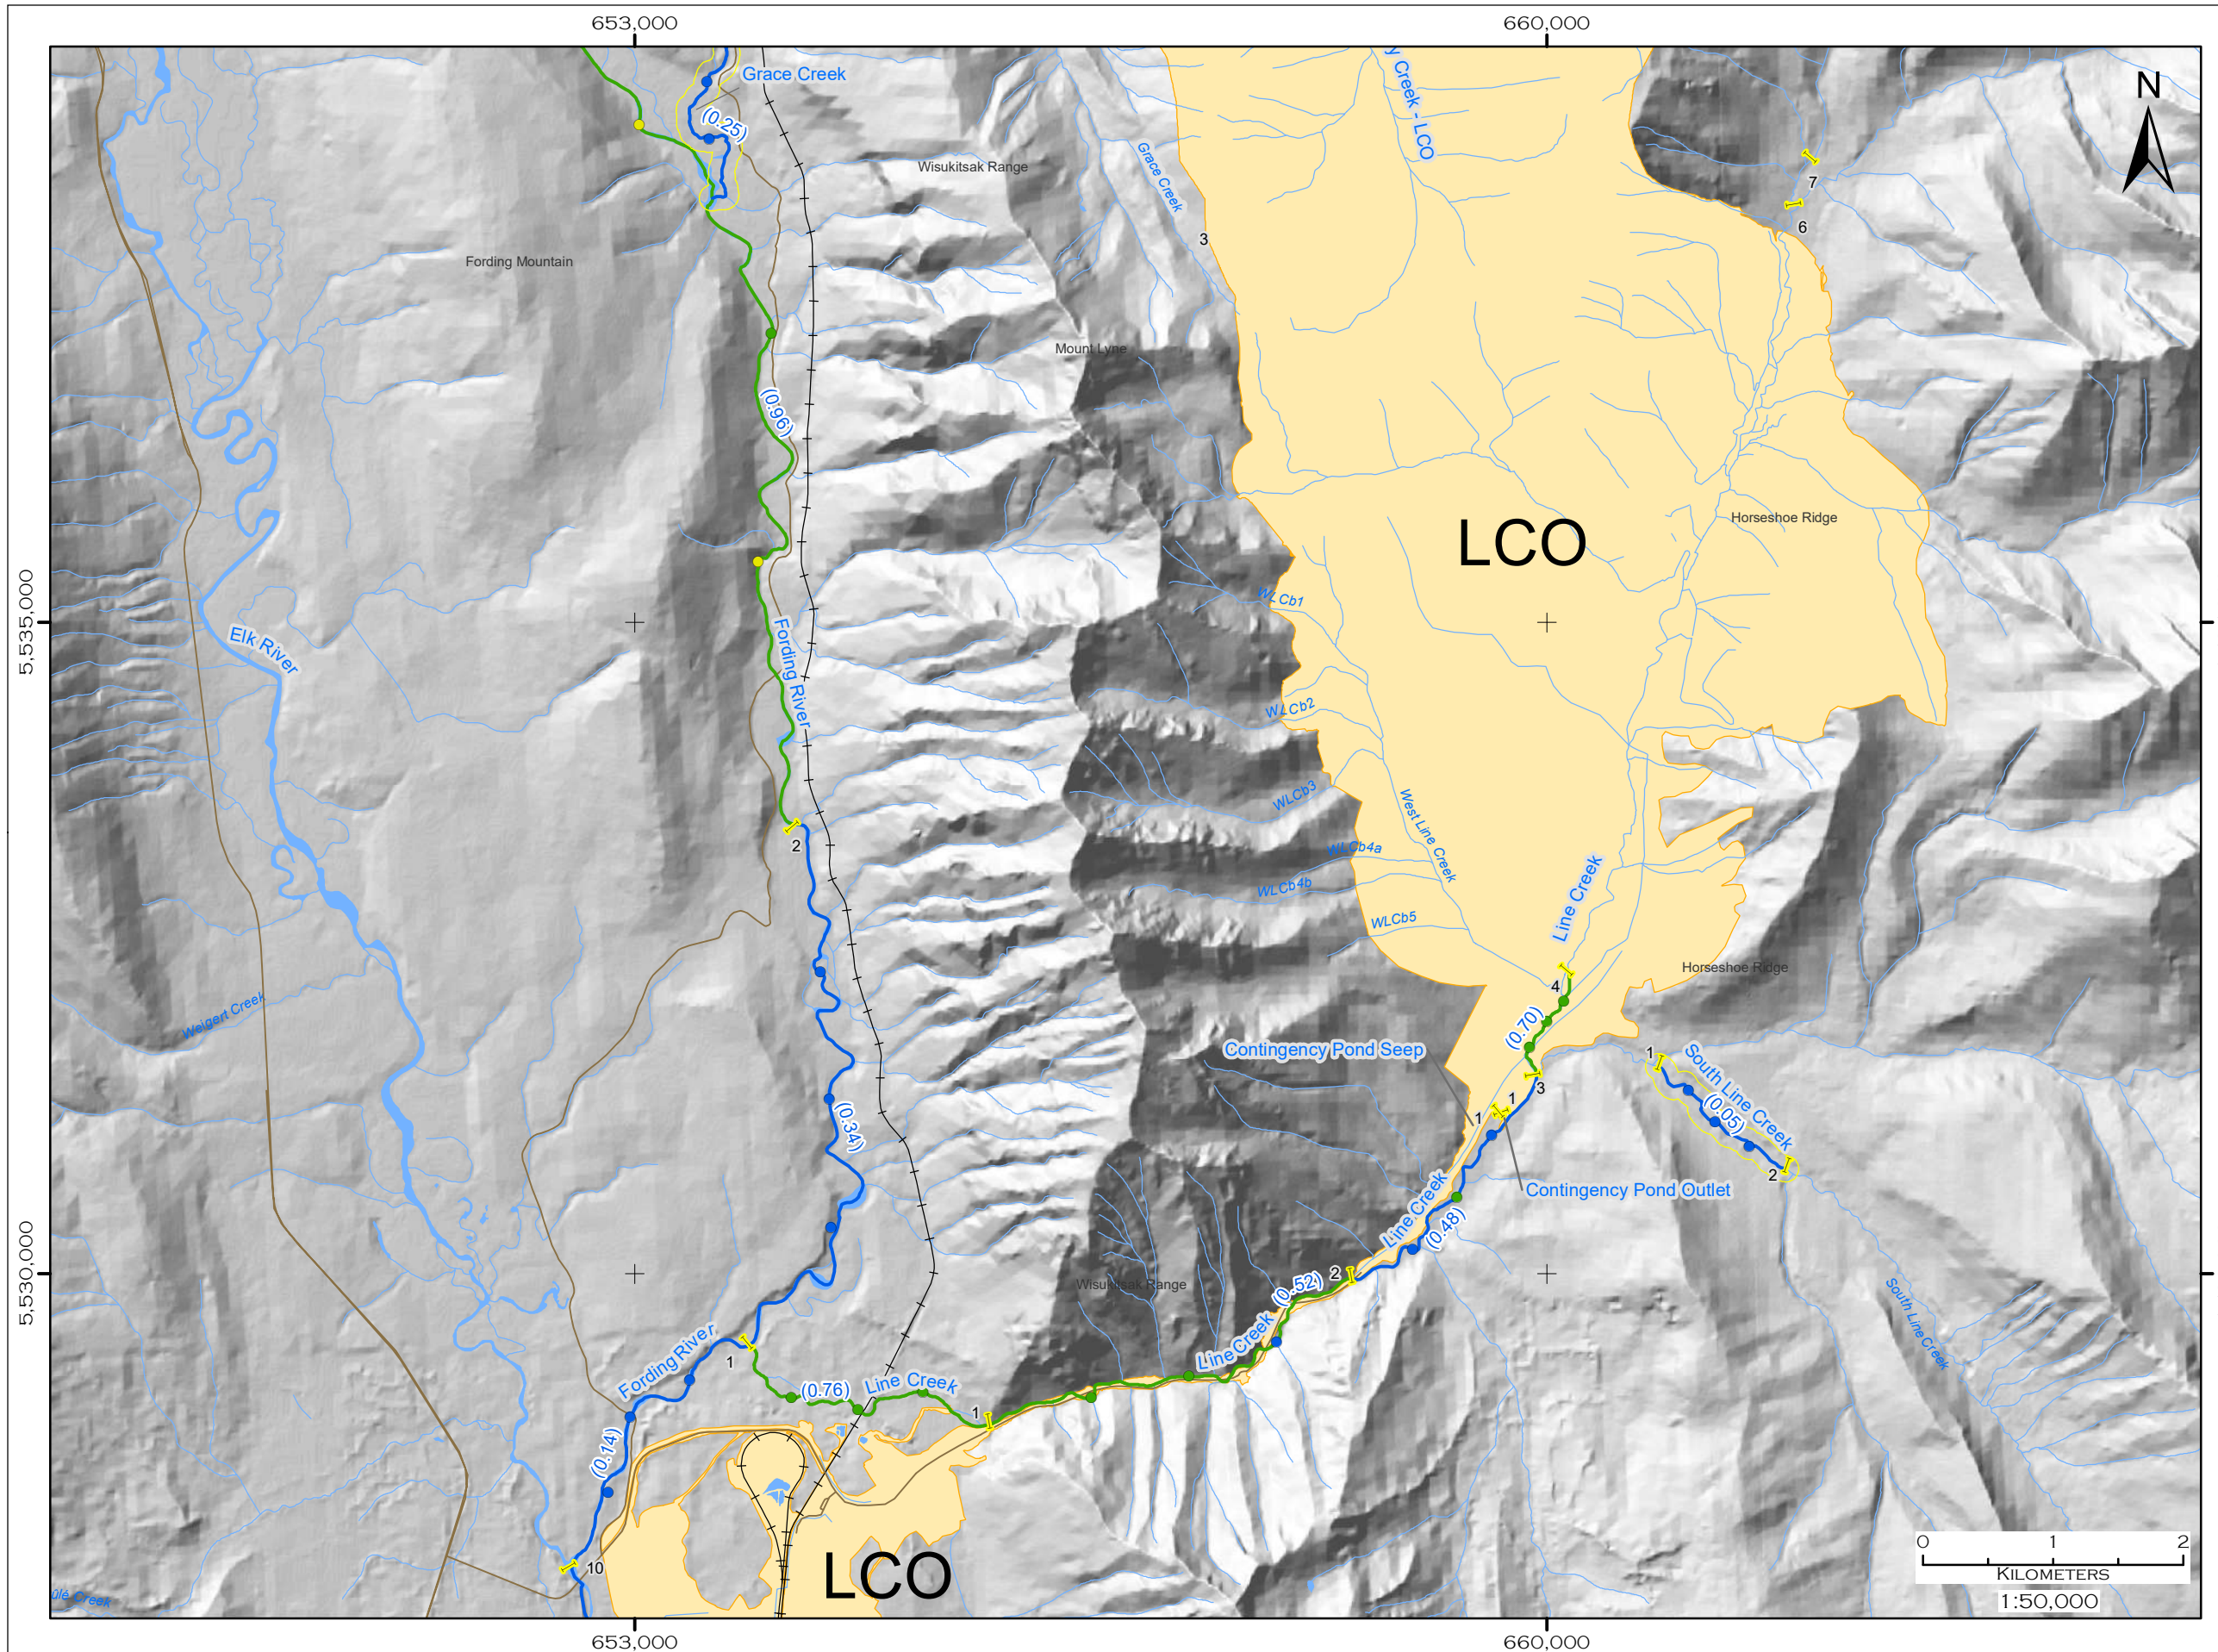 653,000
660,000
Grace Creek
(0.25)
Wisukitsak Range
Grace Creek
y Creek - LCO
N
7
6
3
Fording Mountain
Mount Lyne
(0.96)
LCO
Horseshoe Ridge
5,535,000
WLCb1
Elk River
Fording River
WLCb2
WLCb3
West Line Creek
2
WLCb4a
WLCb4b
WLCb5
Line Creek
Horseshoe Ridge
4
Weigert Creek
(0.70)
Contingency Pond Seep
1
South Line Creek
3
1
1
(0.05)
(0.34)
2
Contingency Pond Outlet
Line Creek
(0.48)
5,530,000
Wisukitsak Range
2
(0.52)
South Line Creek
Fording River
1
Line Creek
(0.76)
Line Creek
1
(0.14)
10
LCO
ülé Creek
0 1 2
Kilometers
1:50,000
653,000
660,000